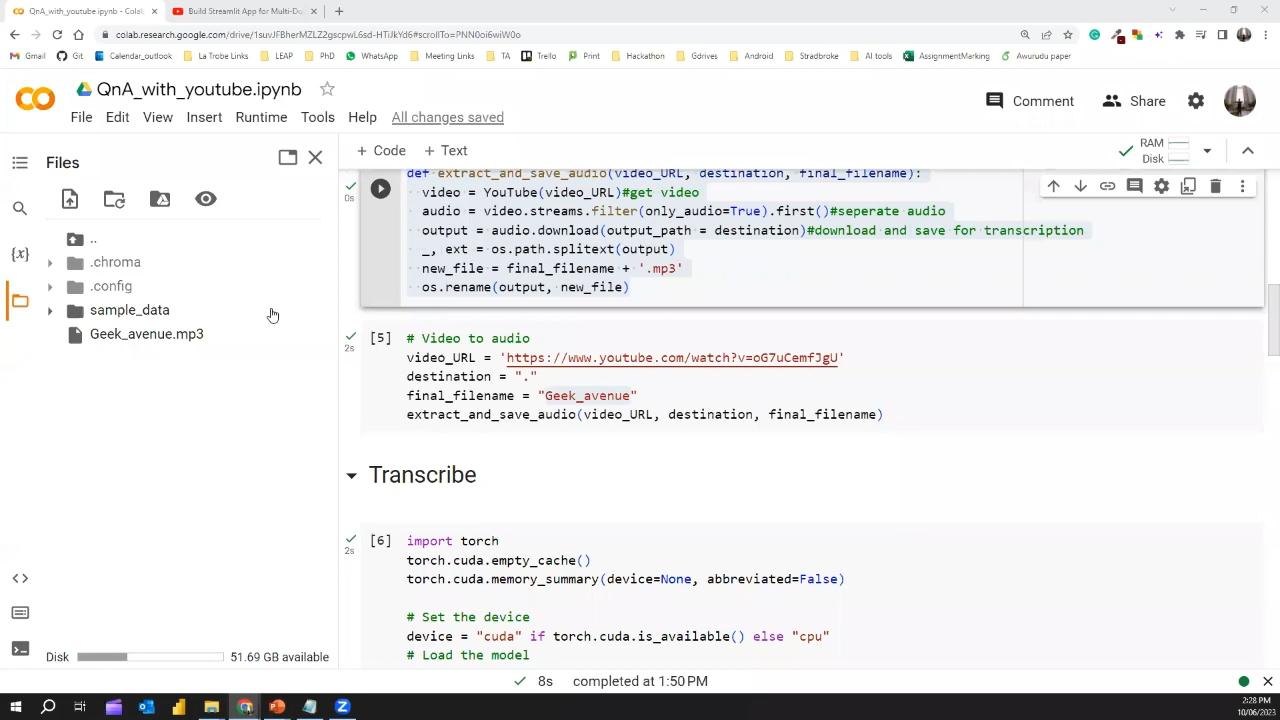 QnA_with_youtube.ipynb - Colab
Build Streamlit App for Multi-Do
colab.research.google.com/drive/1suvJFBherMZLZ2gscpwL6sd-HTiJkYd6#scrollTo=PNN0oi6wiW0o
Gmail Git Calendar_outlook La Trobe Links LEAP PhD WhatsApp Meeting Links TA Trello Print Hackathon Gdrives Android Stradbroke AI tools AssignmentMarking Awurudu paper
QnA_with_youtube.ipynb
Comment Share
File Edit View Insert Runtime Tools Help All changes saved
Files
+ Code + Text
RAM
Disk
..
.chroma
.config
sample_data
Geek_avenue.mp3
Disk 51.69 GB available
0s
def extract_and_save_audio(video_URL, destination, final_filename):
video = YouTube(video_URL)#get video
audio = video.streams.filter(only_audio=True).first()#seperate audio
output = audio.download(output_path = destination)#download and save for transcription
_, ext = os.path.splitext(output)
new_file = final_filename + '.mp3'
os.rename(output, new_file)
[5] # Video to audio
2s
video_URL = 'https://www.youtube.com/watch?v=oG7uCemfJgU'
destination = "."
final_filename = "Geek_avenue"
extract_and_save_audio(video_URL, destination, final_filename)
Transcribe
[6] import torch
2s
torch.cuda.empty_cache()
torch.cuda.memory_summary(device=None, abbreviated=False)
# Set the device
device = "cuda" if torch.cuda.is_available() else "cpu"
# Load the model
8s completed at 1:50 PM
2:28 PM
10/06/2023